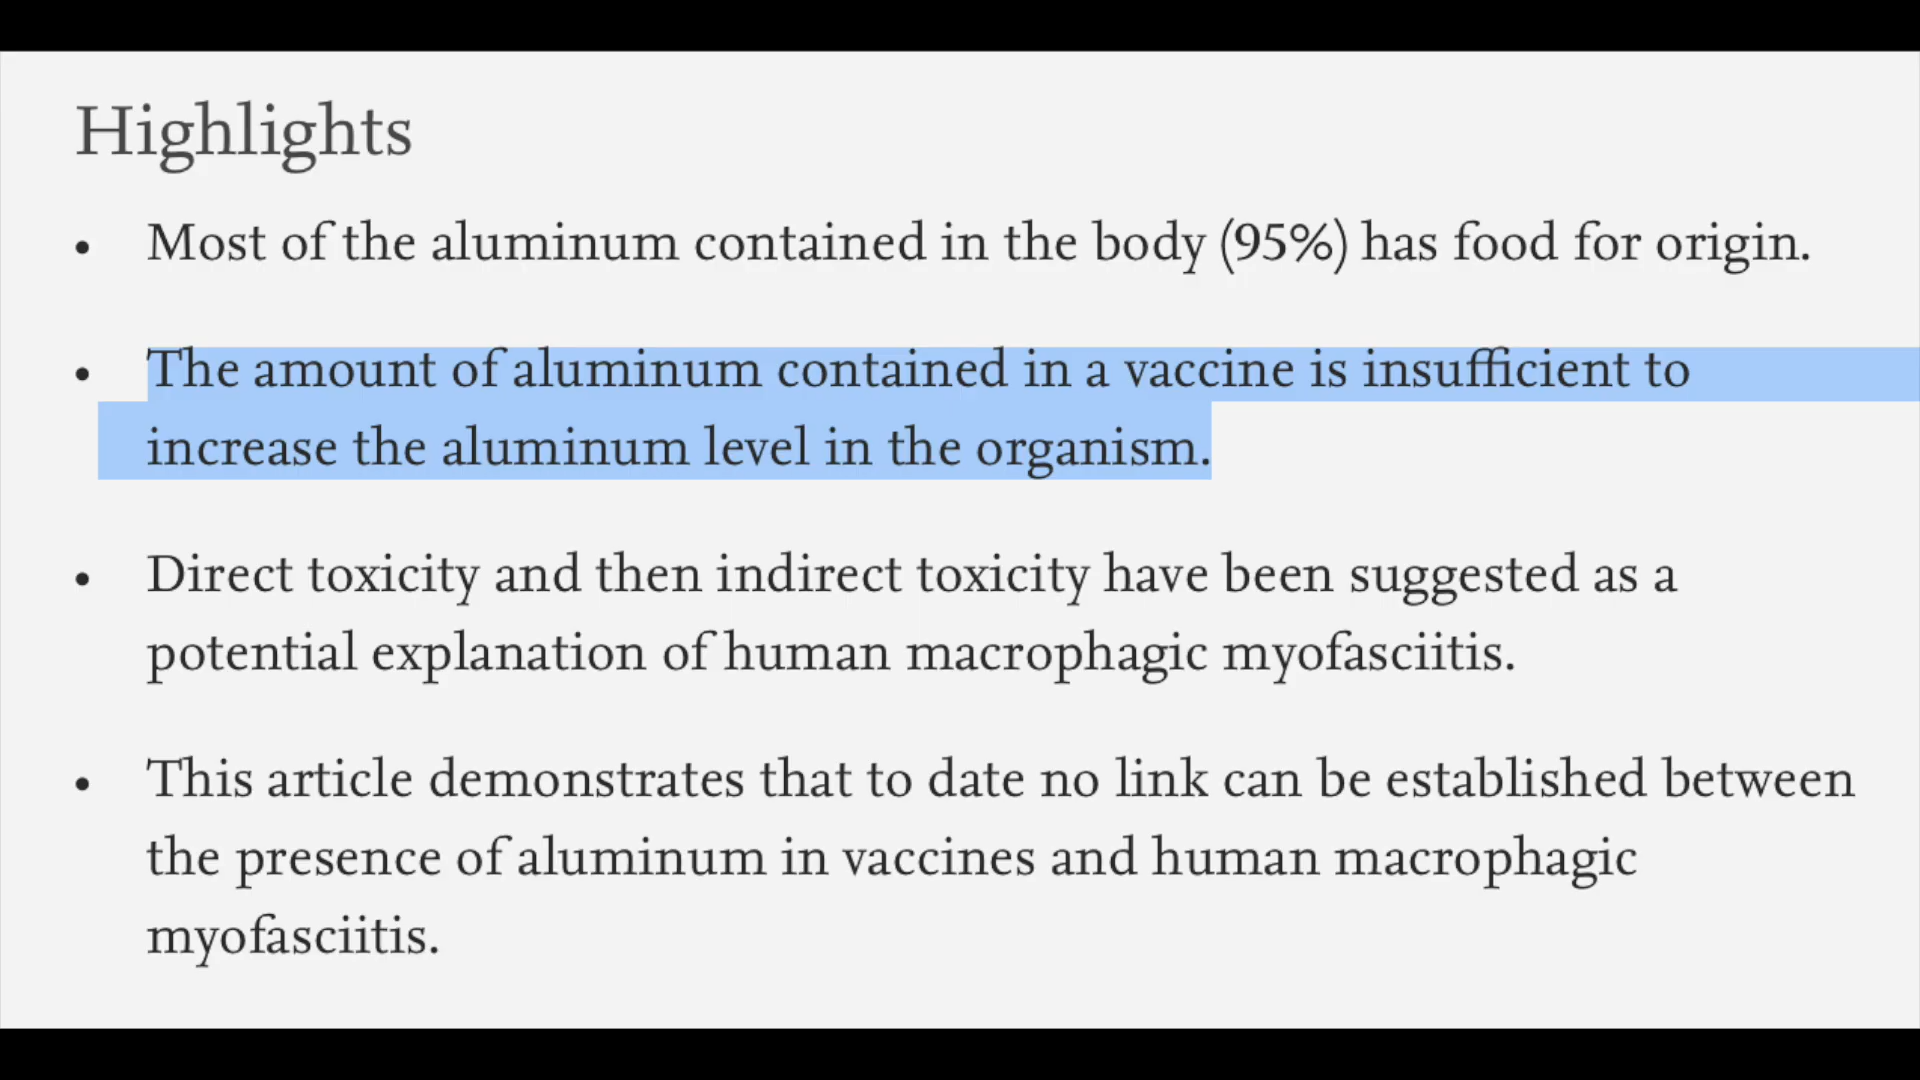 Highlights
• Most of the aluminum contained in the body (95%) has food for origin.
• The amount of aluminum contained in a vaccine is insufficient to
increase the aluminum level in the organism.
• Direct toxicity and then indirect toxicity have been suggested as a
potential explanation of human macrophagic myofasciitis.
• This article demonstrates that to date no link can be established between
the presence of aluminum in vaccines and human macrophagic
myofasciitis.